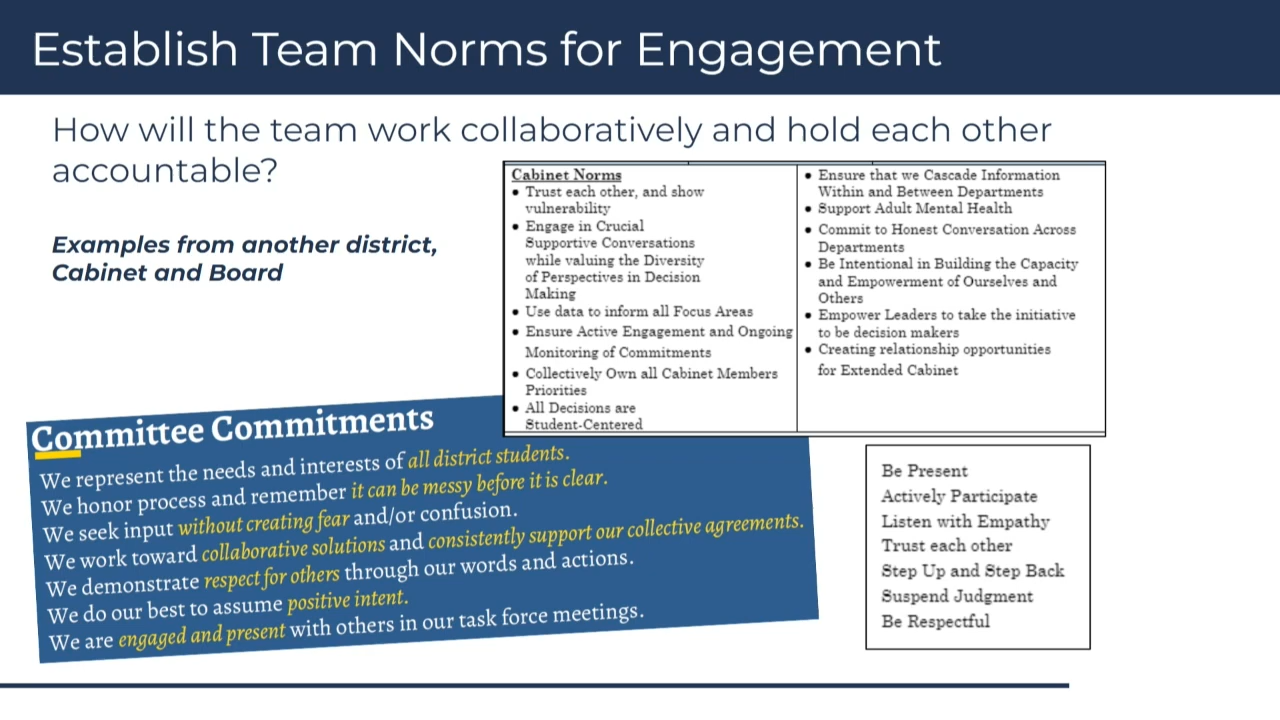 Establish Team Norms for Engagement
How will the team work collaboratively and hold each other
accountable?
Examples from another district,
Cabinet and Board
Cabinet Norms
• Trust each other, and show
vulnerability
• Engage in Crucial
Supportive Conversations
while valuing the Diversity
of Perspectives in Decision
Making
• Use data to inform all Focus Areas
• Ensure Active Engagement and Ongoing
Monitoring of Commitments
• Collectively Own all Cabinet Members
Priorities
• All Decisions are
Student-Centered
• Ensure that we Cascade Information
Within and Between Departments
• Support Adult Mental Health
• Commit to Honest Conversation Across
Departments
• Be Intentional in Building the Capacity
and Empowerment of Ourselves and
Others
• Empower Leaders to take the initiative
to be decision makers
• Creating relationship opportunities
for Extended Cabinet
Committee Commitments
We represent the needs and interests of all district students.
We honor process and remember it can be messy before it is clear.
We seek input without creating fear and/or confusion.
We work toward collaborative solutions and consistently support our collective agreements.
We demonstrate respect for others through our words and actions.
We do our best to assume positive intent.
We are engaged and present with others in our task force meetings.
Be Present
Actively Participate
Listen with Empathy
Trust each other
Step Up and Step Back
Suspend Judgment
Be Respectful